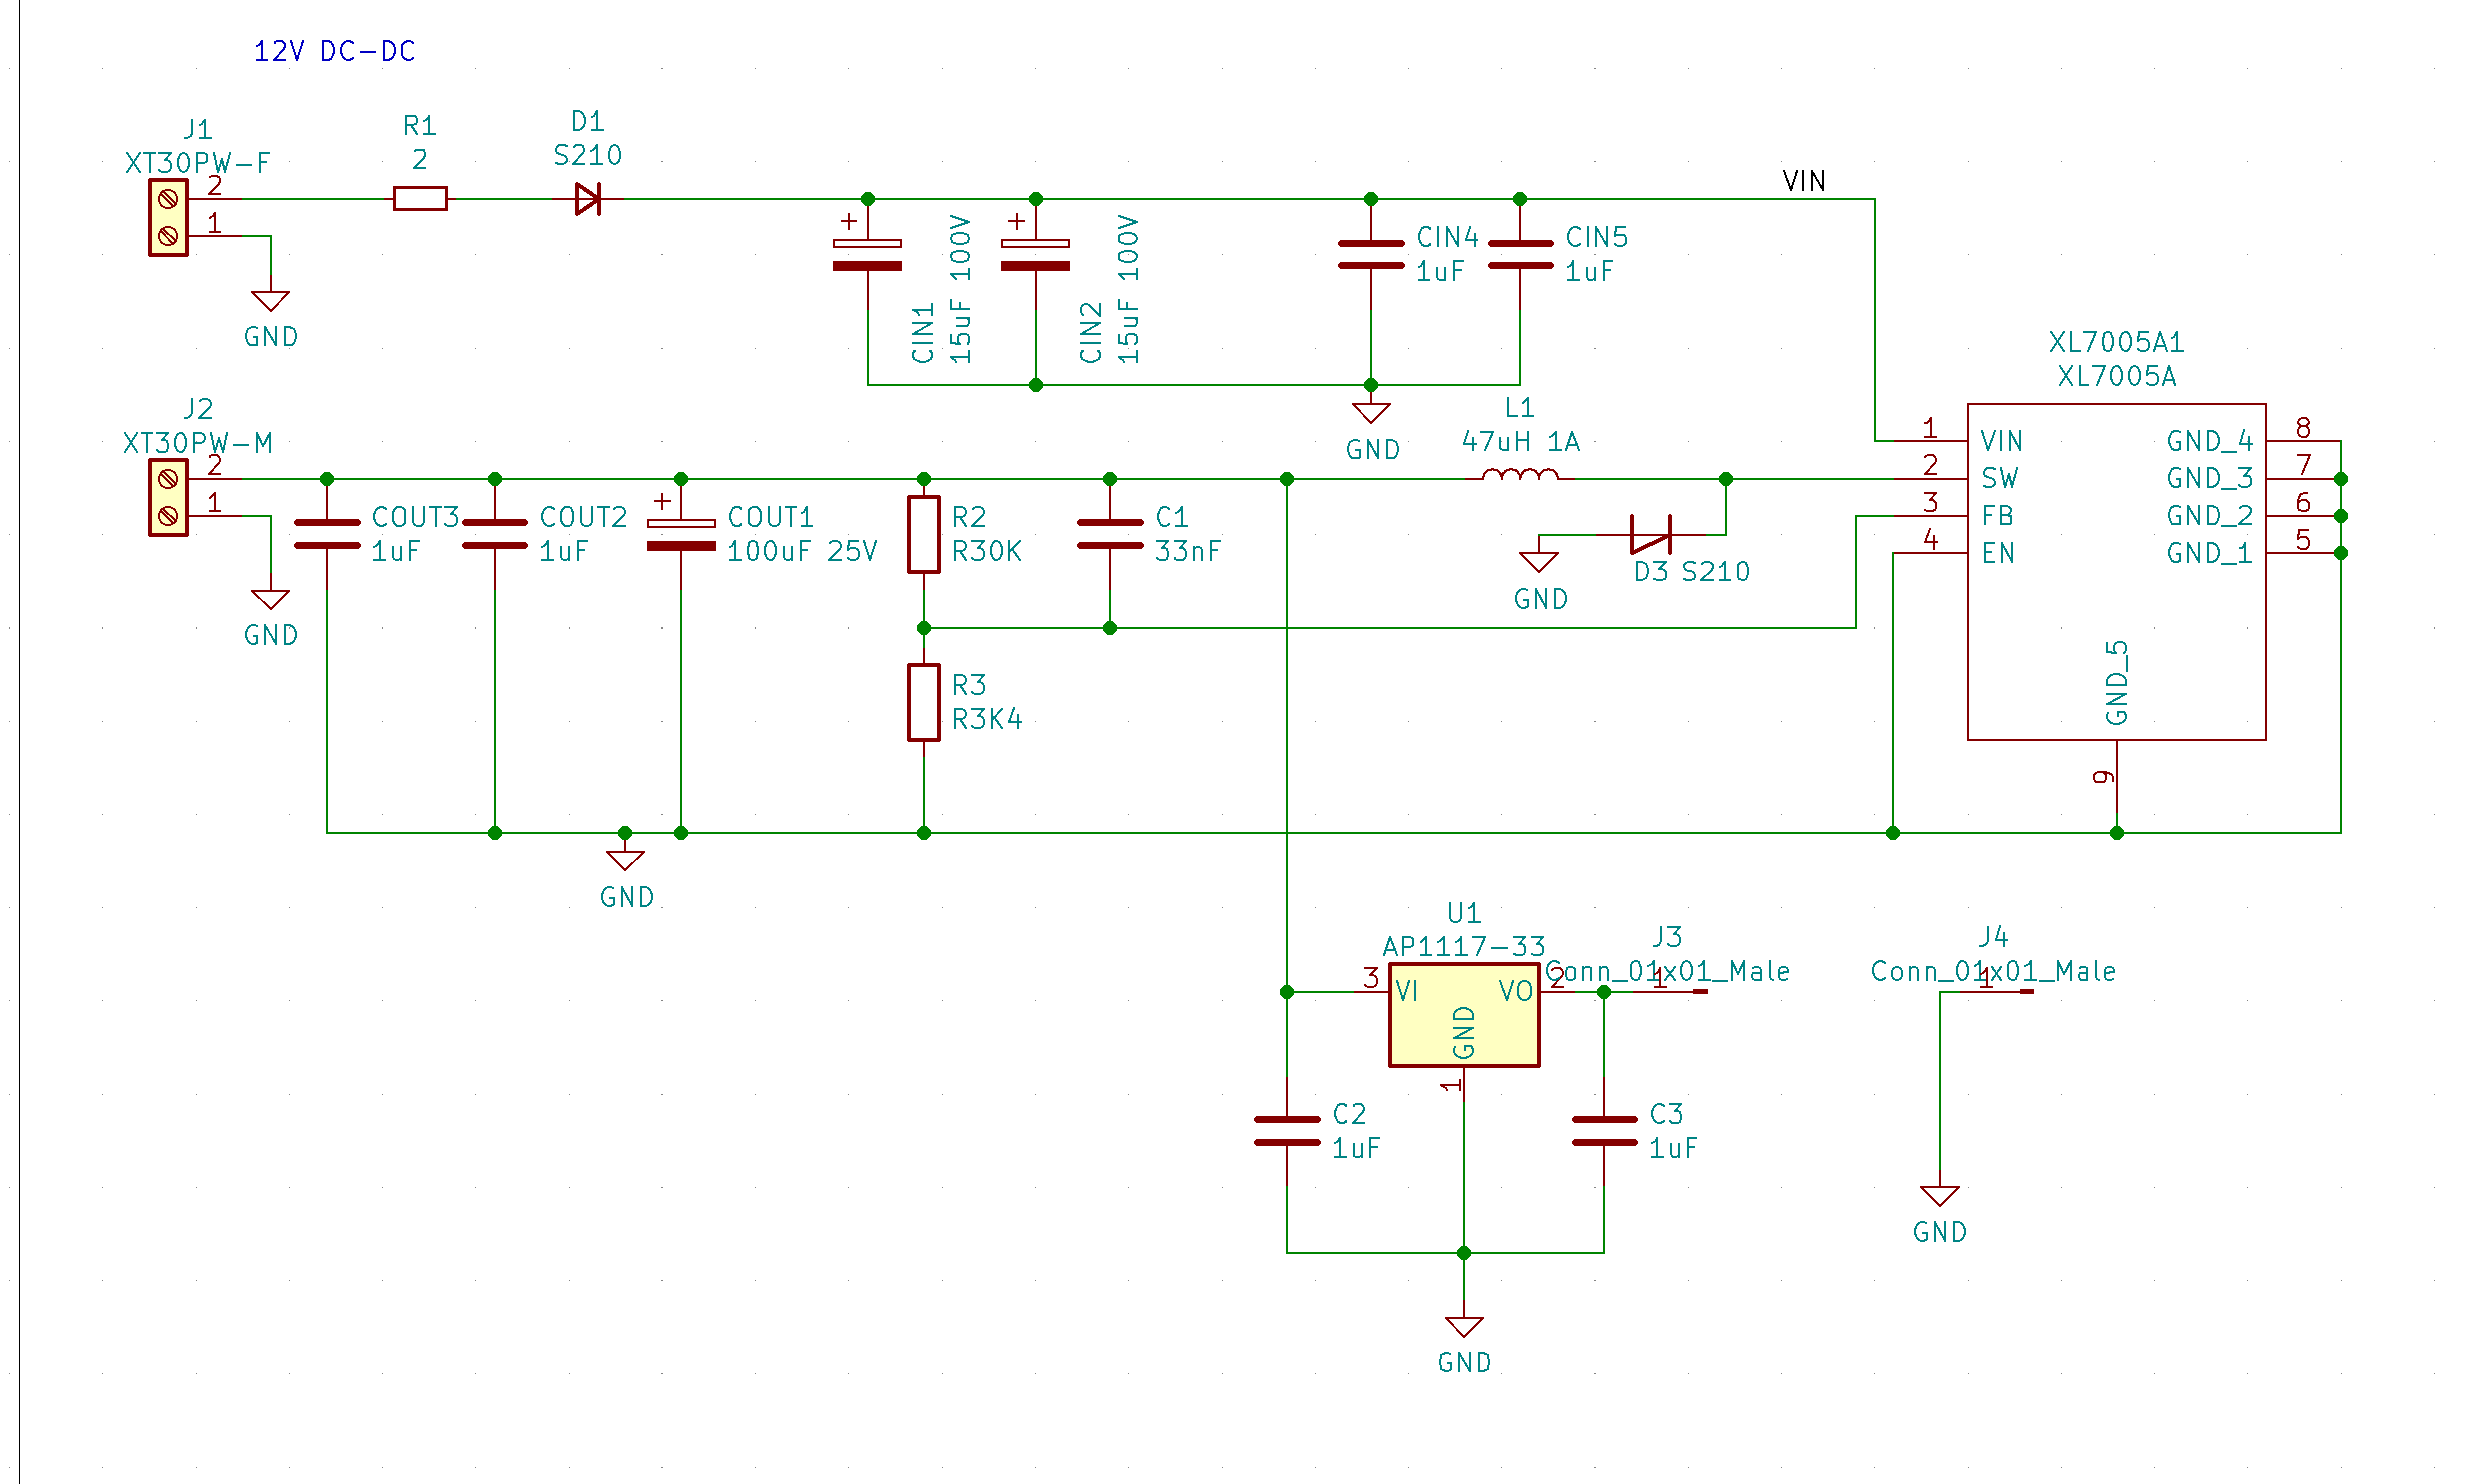 12V DC-DC
J1
XT30PW-F
2
1
GND
R1
2
D1
S210
+
CIN1
15uF 100V
+
CIN2
15uF 100V
CIN4
1uF
CIN5
1uF
GND
VIN
J2
XT30PW-M
2
1
GND
COUT3
1uF
COUT2
1uF
+
COUT1
100uF 25V
R2
R30K
C1
33nF
R3
R3K4
GND
L1
47uH 1A
D3 S210
GND
XL7005A1
XL7005A
1
VIN
2
SW
3
FB
4
EN
GND_4
8
GND_3
7
GND_2
6
GND_1
5
GND_5
9
U1
AP1117-33
3
VI
VO
2
GND
1
C2
1uF
C3
1uF
GND
J3
Conn_01x01_Male
1
J4
Conn_01x01_Male
1
GND